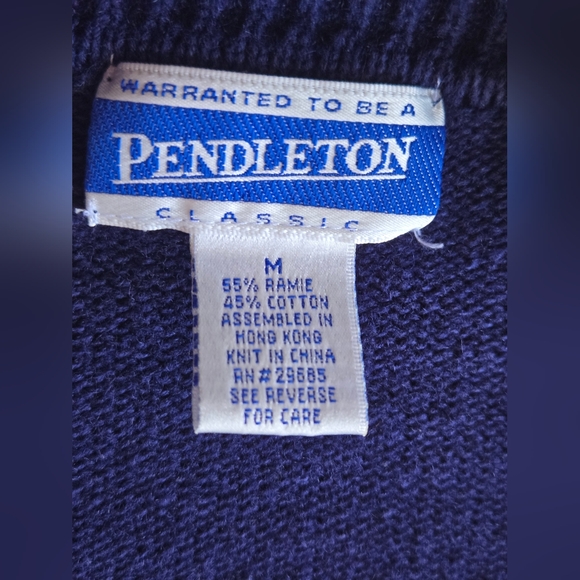 WARRANTED TO BE A
PENDLETON
CLASSIC
M
55% RAMIE
45% COTTON
ASSEMBLED IN
HONG KONG
KNIT IN CHINA
RN#29685
SEE REVERSE
FOR CARE